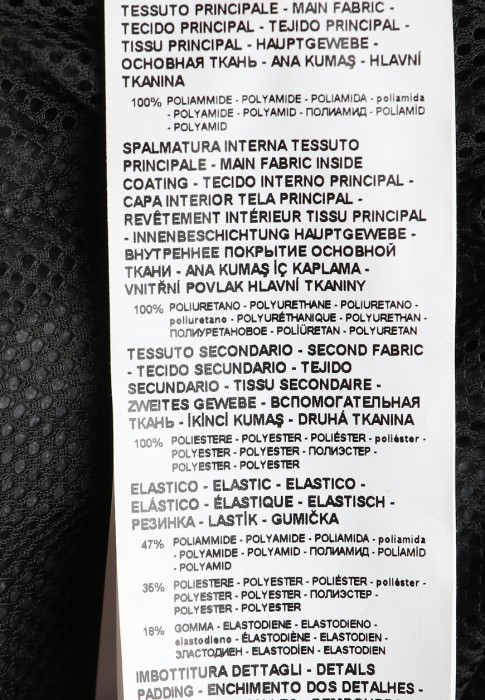 TESSUTO PRINCIPALE - MAIN FABRIC -
TECIDO PRINCIPAL - TEJIDO PRINCIPAL -
TISSU PRINCIPAL - HAUPTGEWEBE -
ОСНОВНАЯ ТКАНЬ - ANA KUMAŞ - HLAVNÍ
TKANINA
100% POLIAMMIDE - POLYAMIDE - POLIAMIDA - poliamida
- POLYAMIDE - POLYAMID - ПОЛИАМИД - POLÍAMİD
- POLYAMID
SPALMATURA INTERNA TESSUTO
PRINCIPALE - MAIN FABRIC INSIDE
COATING - TECIDO INTERNO PRINCIPAL -
CAPA INTERIOR TELA PRINCIPAL -
REVÊTEMENT INTÉRIEUR TISSU PRINCIPAL
- INNENBESCHICHTUNG HAUPTGEWEBE -
ВНУТРЕННЕЕ ПОКРЫТИЕ ОСНОВНОЙ
ТКАНИ - ANA KUMAŞ İÇ KAPLAMA -
VNITŘNÍ POVLAK HLAVNÍ TKANINY
100% POLIURETANO - POLYURETHANE - POLIURETANO -
poliuretano - POLYURÉTHANIQUE - POLYURETHAN -
ПОЛИУРЕТАНОВОЕ - POLİÜRETAN - POLYURETAN
TESSUTO SECONDARIO - SECOND FABRIC
- TECIDO SECUNDARIO - TEJIDO
SECUNDARIO - TISSU SECONDAIRE -
ZWEITES GEWEBE - ВСПОМОГАТЕЛЬНАЯ
ТКАНЬ - İKİNCİ KUMAŞ - DRUHÁ TKANINA
100% POLIESTERE - POLYESTER - POLIÉSTER - poliéster -
POLYESTER - POLYESTER - ПОЛИЭСТЕР -
POLYESTER - POLYESTER
ELASTICO - ELASTIC - ELASTICO -
ELÁSTICO - ÉLASTIQUE - ELASTISCH -
РЕЗИНКА - LASTİK - GUMIČKA
47% POLIAMMIDE - POLYAMIDE - POLIAMIDA - poliamida
- POLYAMIDE - POLYAMID - ПОЛИАМИД - POLÍAMİD
- POLYAMID
35% POLIESTERE - POLYESTER - POLIÉSTER - poliéster -
POLYESTER - POLYESTER - ПОЛИЭСТЕР -
POLYESTER - POLYESTER
18% GOMMA - ELASTODIENE - ELASTODIENO -
elastodieno - ÉLASTODIÈNE - ELASTODIEN -
ЭЛАСТОДИЕН - ELASTODİEN - ELASTODIEN
IMBOTTITURA DETTAGLI - DETAILS
PADDING - ENCHIMENTO DOS DETALHES -